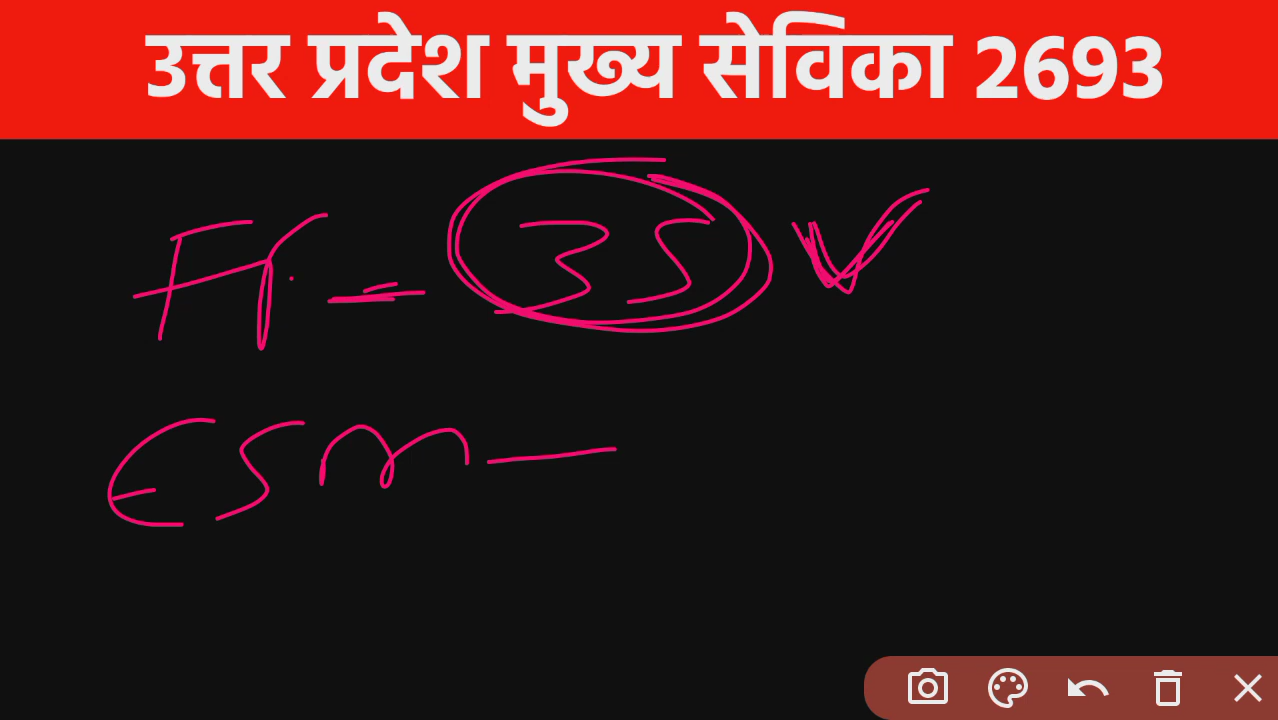 उत्तर प्रदेश मुख्य सेविका 2693
FF = 35
ESM -